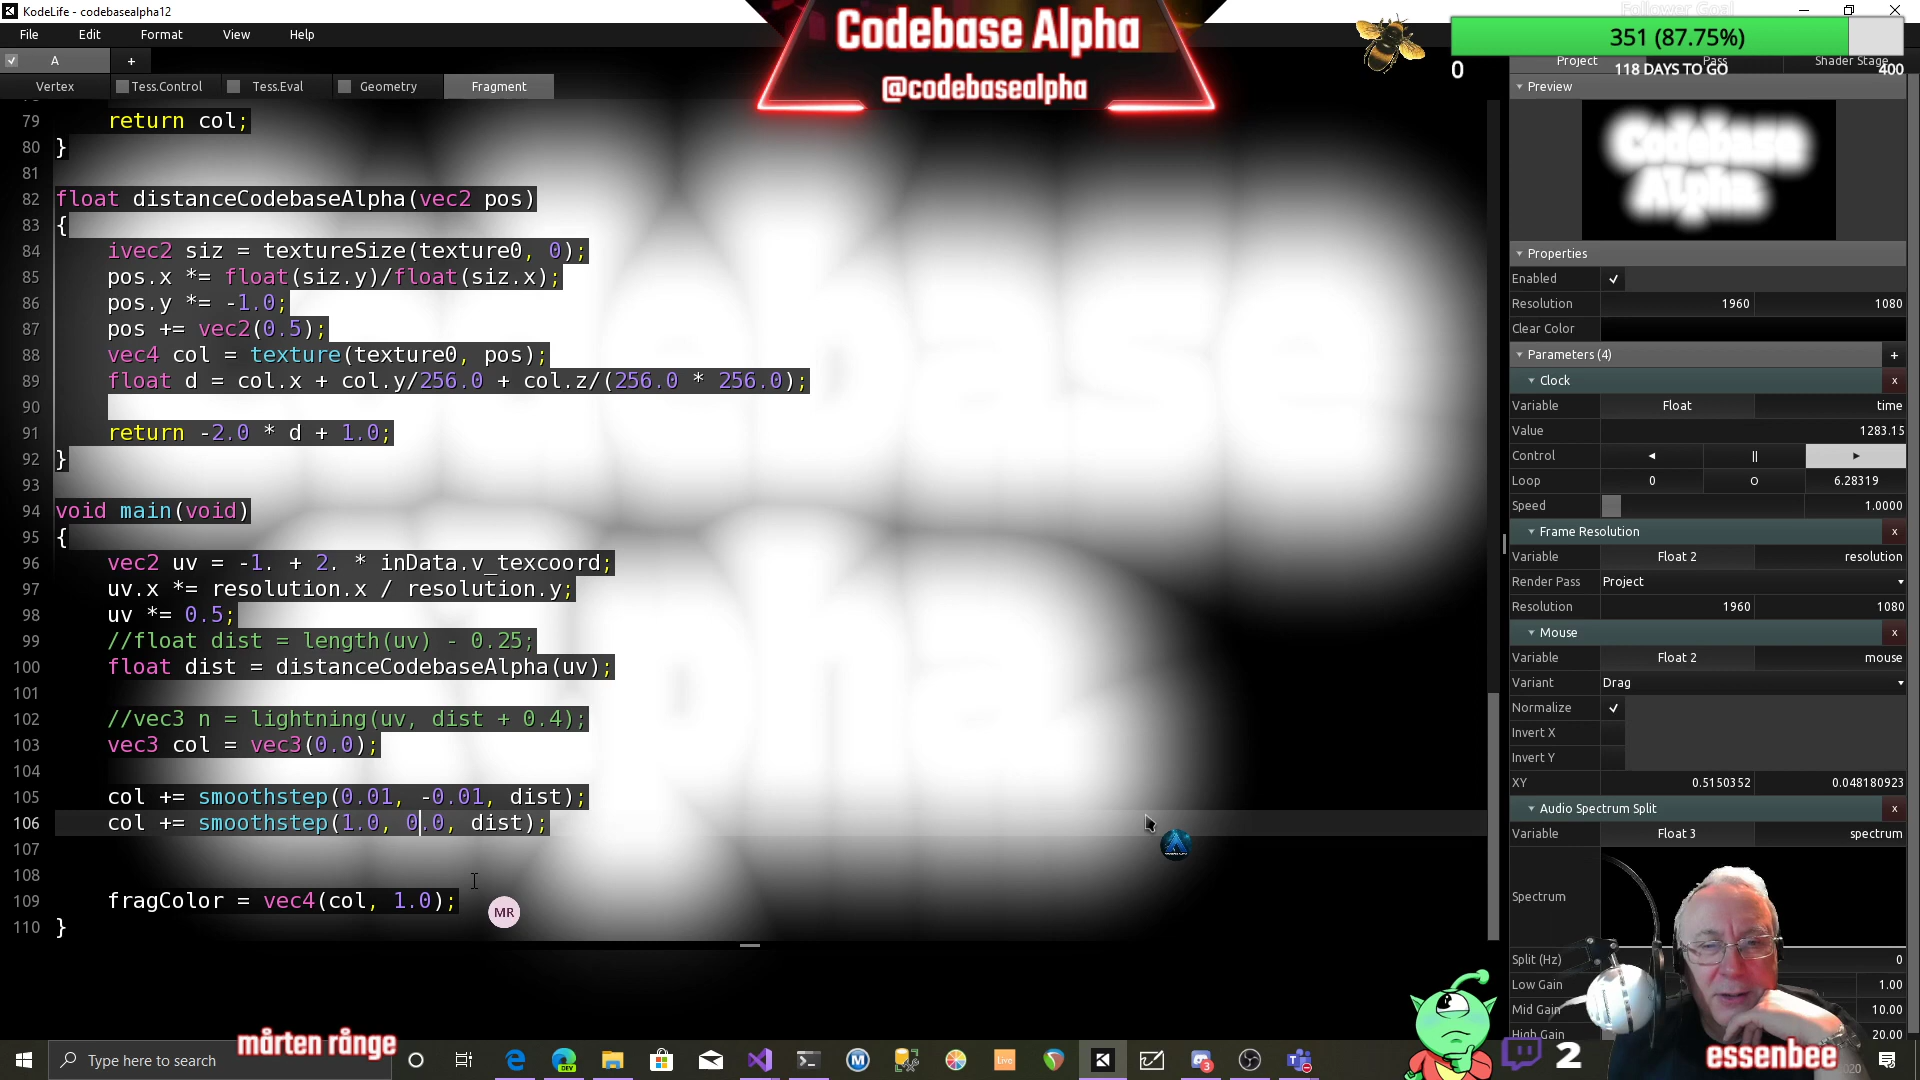 KodeLife - codebasealpha12
File Edit Format View Help
A +
Vertex Tess.Control Tess.Eval Geometry Fragment
79 return col;
80 }
81
82 float distanceCodebaseAlpha(vec2 pos)
83 {
84 ivec2 siz = textureSize(texture0, 0);
85 pos.x *= float(siz.y)/float(siz.x);
86 pos.y *= -1.0;
87 pos += vec2(0.5);
88 vec4 col = texture(texture0, pos);
89 float d = col.x + col.y/256.0 + col.z/(256.0 * 256.0);
90
91 return -2.0 * d + 1.0;
92 }
93
94 void main(void)
95 {
96 vec2 uv = -1. + 2. * inData.v_texcoord;
97 uv.x *= resolution.x / resolution.y;
98 uv *= 0.5;
99 //float dist = length(uv) - 0.25;
100 float dist = distanceCodebaseAlpha(uv);
101
102 //vec3 n = lightning(uv, dist + 0.4);
103 vec3 col = vec3(0.0);
104
105 col += smoothstep(0.01, -0.01, dist);
106 col += smoothstep(1.0, 0.0, dist);
107
108
109 fragColor = vec4(col, 1.0);
110 }
MR
Codebase Alpha
@codebasealpha
Follower Goal
351 (87.75%)
0 118 DAYS TO GO 400
Project Pass Shader Stage
Preview
Codebase
Alpha
Properties
Enabled
Resolution 1960 1080
Clear Color
Parameters (4) +
Clock x
Variable Float time
Value 1283.15
Control
Loop 0 O 6.28319
Speed 1.0000
Frame Resolution x
Variable Float 2 resolution
Render Pass Project
Resolution 1960 1080
Mouse x
Variable Float 2 mouse
Variant Drag
Normalize
Invert X
Invert Y
XY 0.5150352 0.048180923
Audio Spectrum Split x
Variable Float 3 spectrum
Spectrum
Split (Hz) 0
Low Gain 1.00
Mid Gain 10.00
High Gain 20.00
Type here to search
mårten rånge
2
essenbee